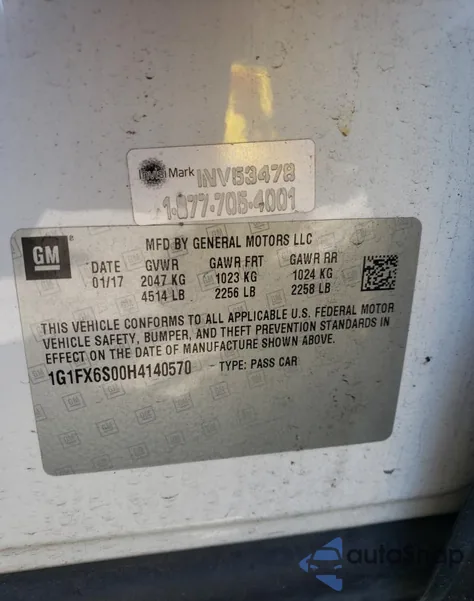 Mark INV53478
1-877-705-4001
GM
MFD BY GENERAL MOTORS LLC
DATE GVWR GAWR FRT GAWR RR
01/17 2047 KG 1023 KG 1024 KG
4514 LB 2256 LB 2258 LB
THIS VEHICLE CONFORMS TO ALL APPLICABLE U.S. FEDERAL MOTOR
VEHICLE SAFETY, BUMPER, AND THEFT PREVENTION STANDARDS IN
EFFECT ON THE DATE OF MANUFACTURE SHOWN ABOVE.
1G1FX6S00H4140570 TYPE: PASS CAR
autoShop